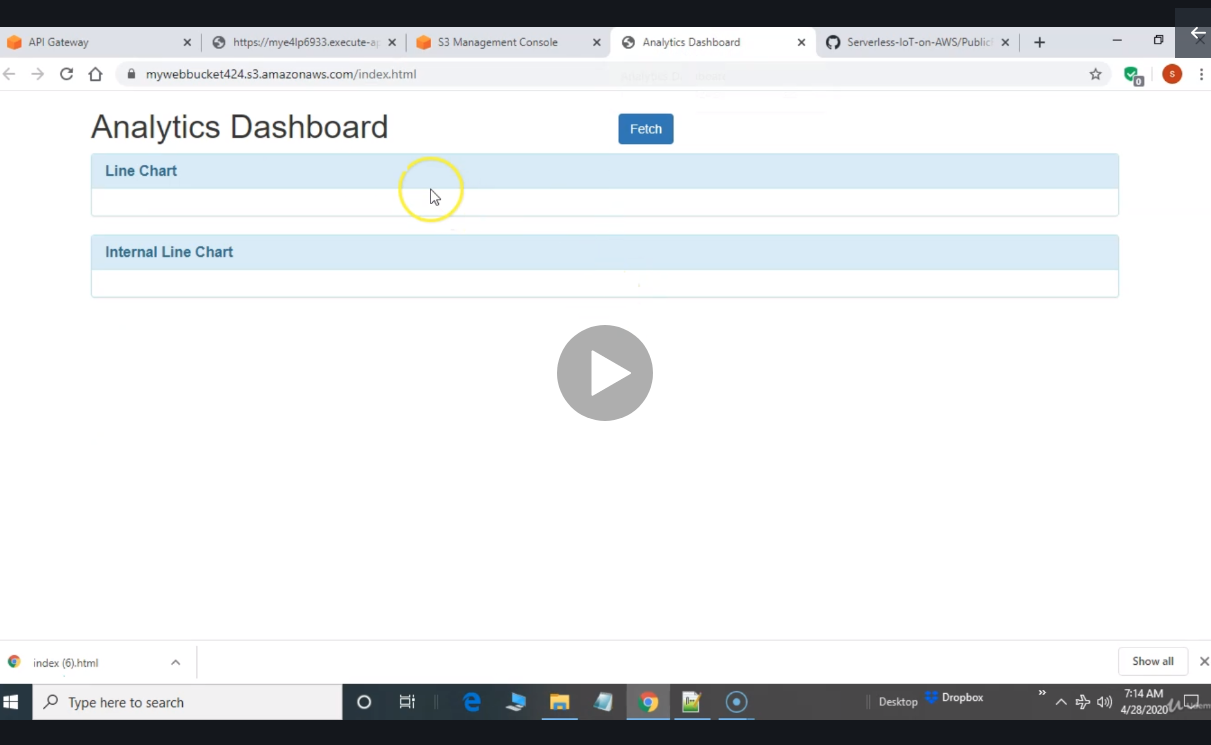 API Gateway
https://mye4lp6933.execute-ap
S3 Management Console
Analytics Dashboard
Serverless-IoT-on-AWS/Public
mywebbucket424.s3.amazonaws.com/index.html
0
S
Analytics Dashboard
Fetch
Line Chart
Internal Line Chart
index (6).html
Show all
Type here to search
Desktop
Dropbox
7:14 AM
4/28/2020